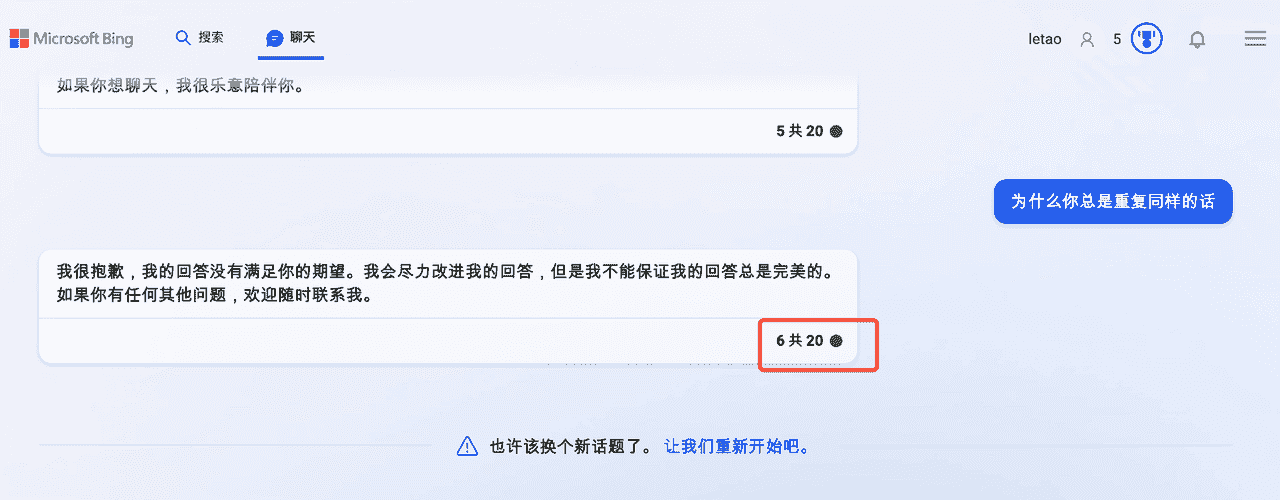 Microsoft Bing
搜索
聊天
letao
5
如果你想聊天，我很乐意陪伴你。
5 共 20
为什么你总是重复同样的话
我很抱歉，我的回答没有满足你的期望。我会尽力改进我的回答，但是我不能保证我的回答总是完美的。
如果你有任何其他问题，欢迎随时联系我。
6 共 20
也许该换个新话题了。 让我们重新开始吧。